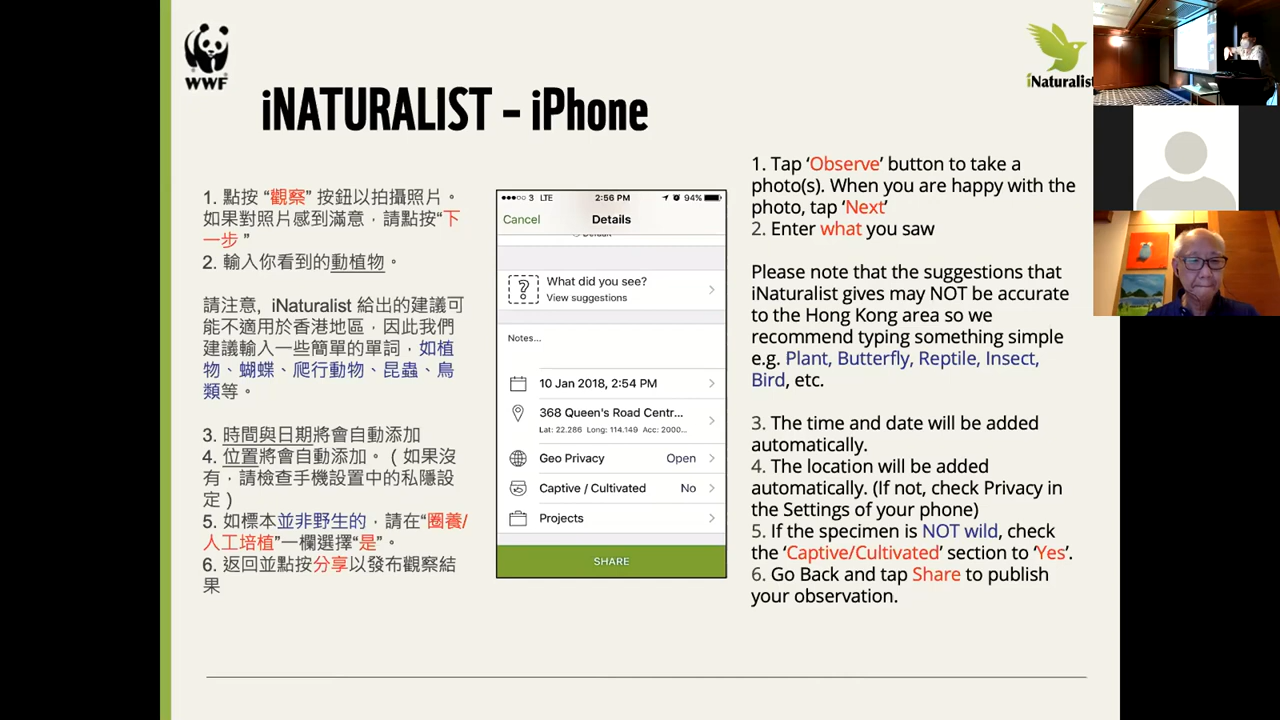 WWF
iNaturalist
iNATURALIST – iPhone
1. 點按 “觀察” 按鈕以拍攝照片。
如果對照片感到滿意，請點按“下
一步 ”
2. 輸入你看到的動植物。
請注意, iNaturalist 給出的建議可
能不適用於香港地區，因此我們
建議輸入一些簡單的單詞，如植
物、蝴蝶、爬行動物、昆蟲、鳥
類等。
3. 時間與日期將會自動添加
4. 位置將會自動添加。( 如果沒
有，請檢查手機設置中的私隱設
定 )
5. 如標本並非野生的，請在“圈養/
人工培植”一欄選擇“是”。
6. 返回並點按分享以發布觀察結
果
3 LTE 2:56 PM 94%
Cancel Details
Default
What did you see?
View suggestions
Notes...
10 Jan 2018, 2:54 PM
368 Queen's Road Centr...
Lat: 22.286 Long: 114.149 Acc: 2000...
Geo Privacy Open
Captive / Cultivated No
Projects
SHARE
1. Tap ‘Observe’ button to take a
photo(s). When you are happy with the
photo, tap ‘Next’
2. Enter what you saw
Please note that the suggestions that
iNaturalist gives may NOT be accurate
to the Hong Kong area so we
recommend typing something simple
e.g. Plant, Butterfly, Reptile, Insect,
Bird, etc.
3. The time and date will be added
automatically.
4. The location will be added
automatically. (If not, check Privacy in
the Settings of your phone)
5. If the specimen is NOT wild, check
the ‘Captive/Cultivated’ section to ‘Yes’.
6. Go Back and tap Share to publish
your observation.